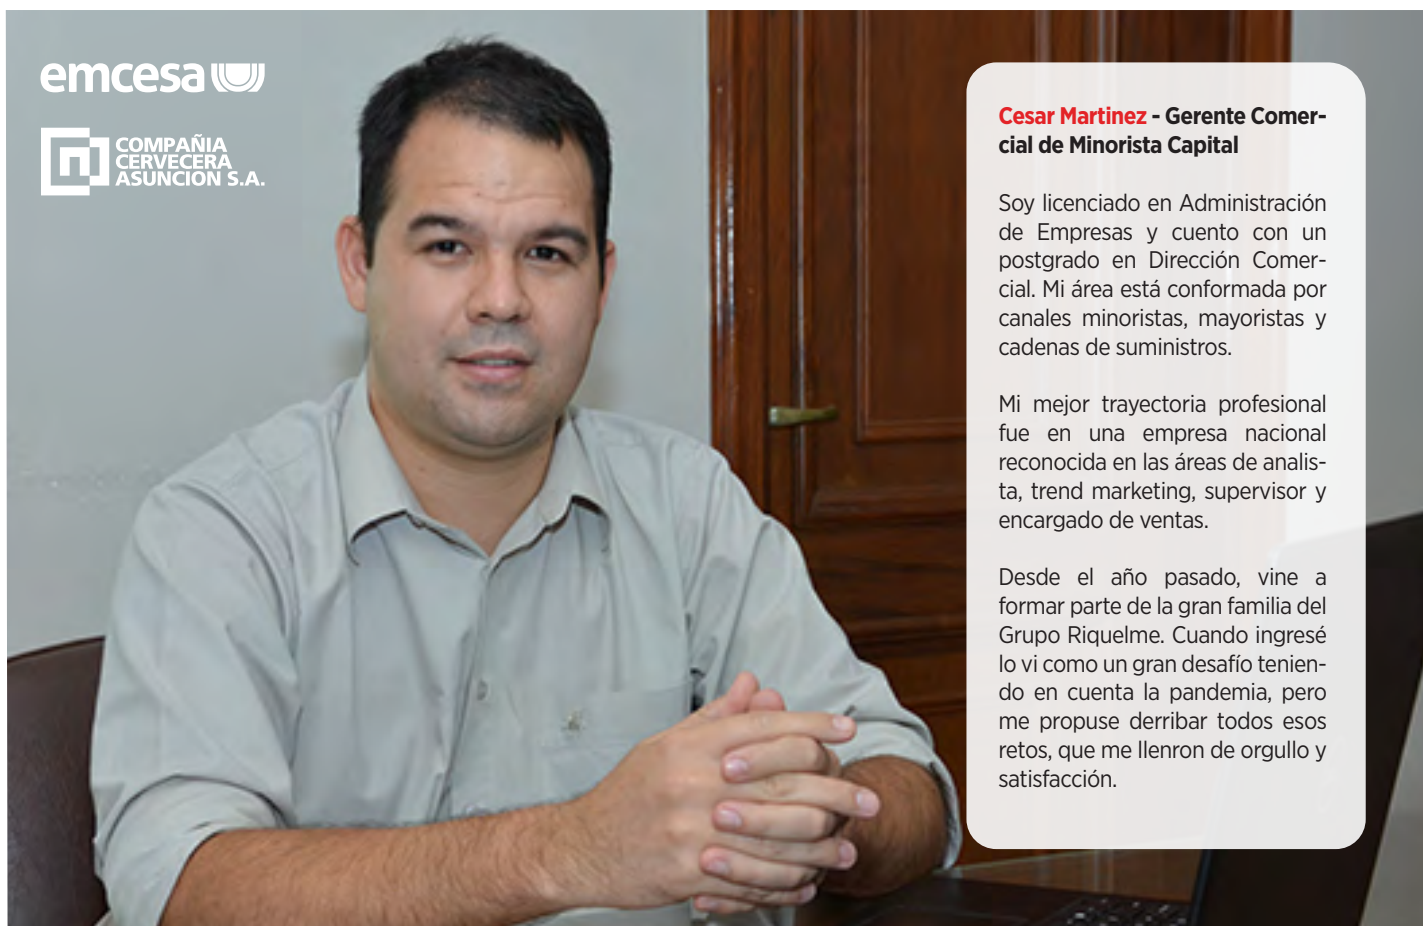 emcesa
COMPAÑIA
CERVECERA
ASUNCION S.A.
Cesar Martinez - Gerente Comer-
cial de Minorista Capital
Soy licenciado en Administración
de Empresas y cuento con un
postgrado en Dirección Comer-
cial. Mi área está conformada por
canales minoristas, mayoristas y
cadenas de suministros.
Mi mejor trayectoria profesional
fue en una empresa nacional
reconocida en las áreas de analis-
ta, trend marketing, supervisor y
encargado de ventas.
Desde el año pasado, vine a
formar parte de la gran familia del
Grupo Riquelme. Cuando ingresé
lo vi como un gran desafío tenien-
do en cuenta la pandemia, pero
me propuse derribar todos esos
retos, que me llenron de orgullo y
satisfacción.